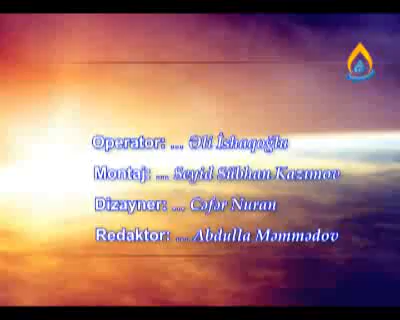 Operator: ... Əli İshaqoğlu
Montaj: ... Seyid Sübhan Kazımov
Dizayner: ... Cəfər Nuran
Redaktor: ... Abdulla Məmmədov